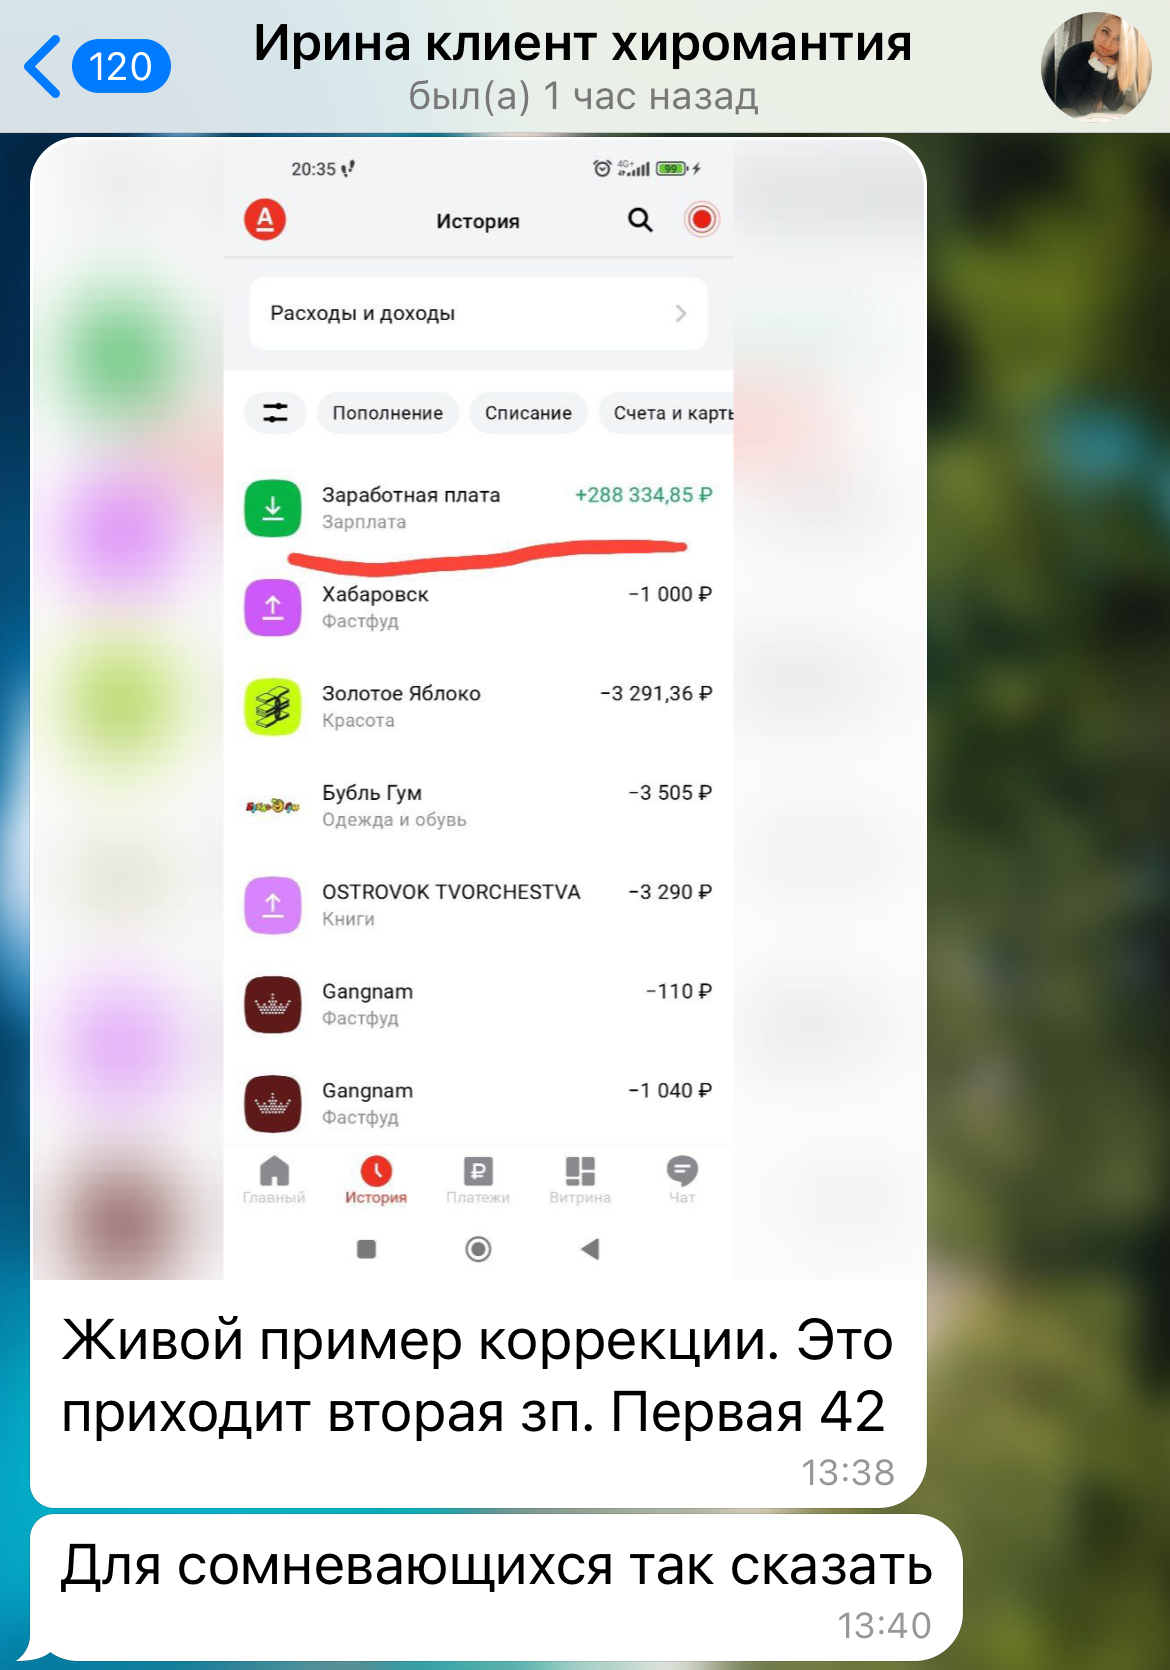 120
Ирина клиент хиромантия
был(а) 1 час назад
20:35
4G+
99
А
История
Расходы и доходы
Пополнение
Списание
Счета и карты
Заработная плата
+288 334,85 ₽
Зарплата
Хабаровск
−1 000 ₽
Фастфуд
Золотое Яблоко
−3 291,36 ₽
Красота
Бубль Гум
−3 505 ₽
Одежда и обувь
OSTROVOK TVORCHESTVA
−3 290 ₽
Книги
Gangnam
−110 ₽
Фастфуд
Gangnam
−1 040 ₽
Фастфуд
Главный
История
Платежи
Витрина
Чат
Живой пример коррекции. Это
приходит вторая зп. Первая 42
13:38
Для сомневающихся так сказать
13:40